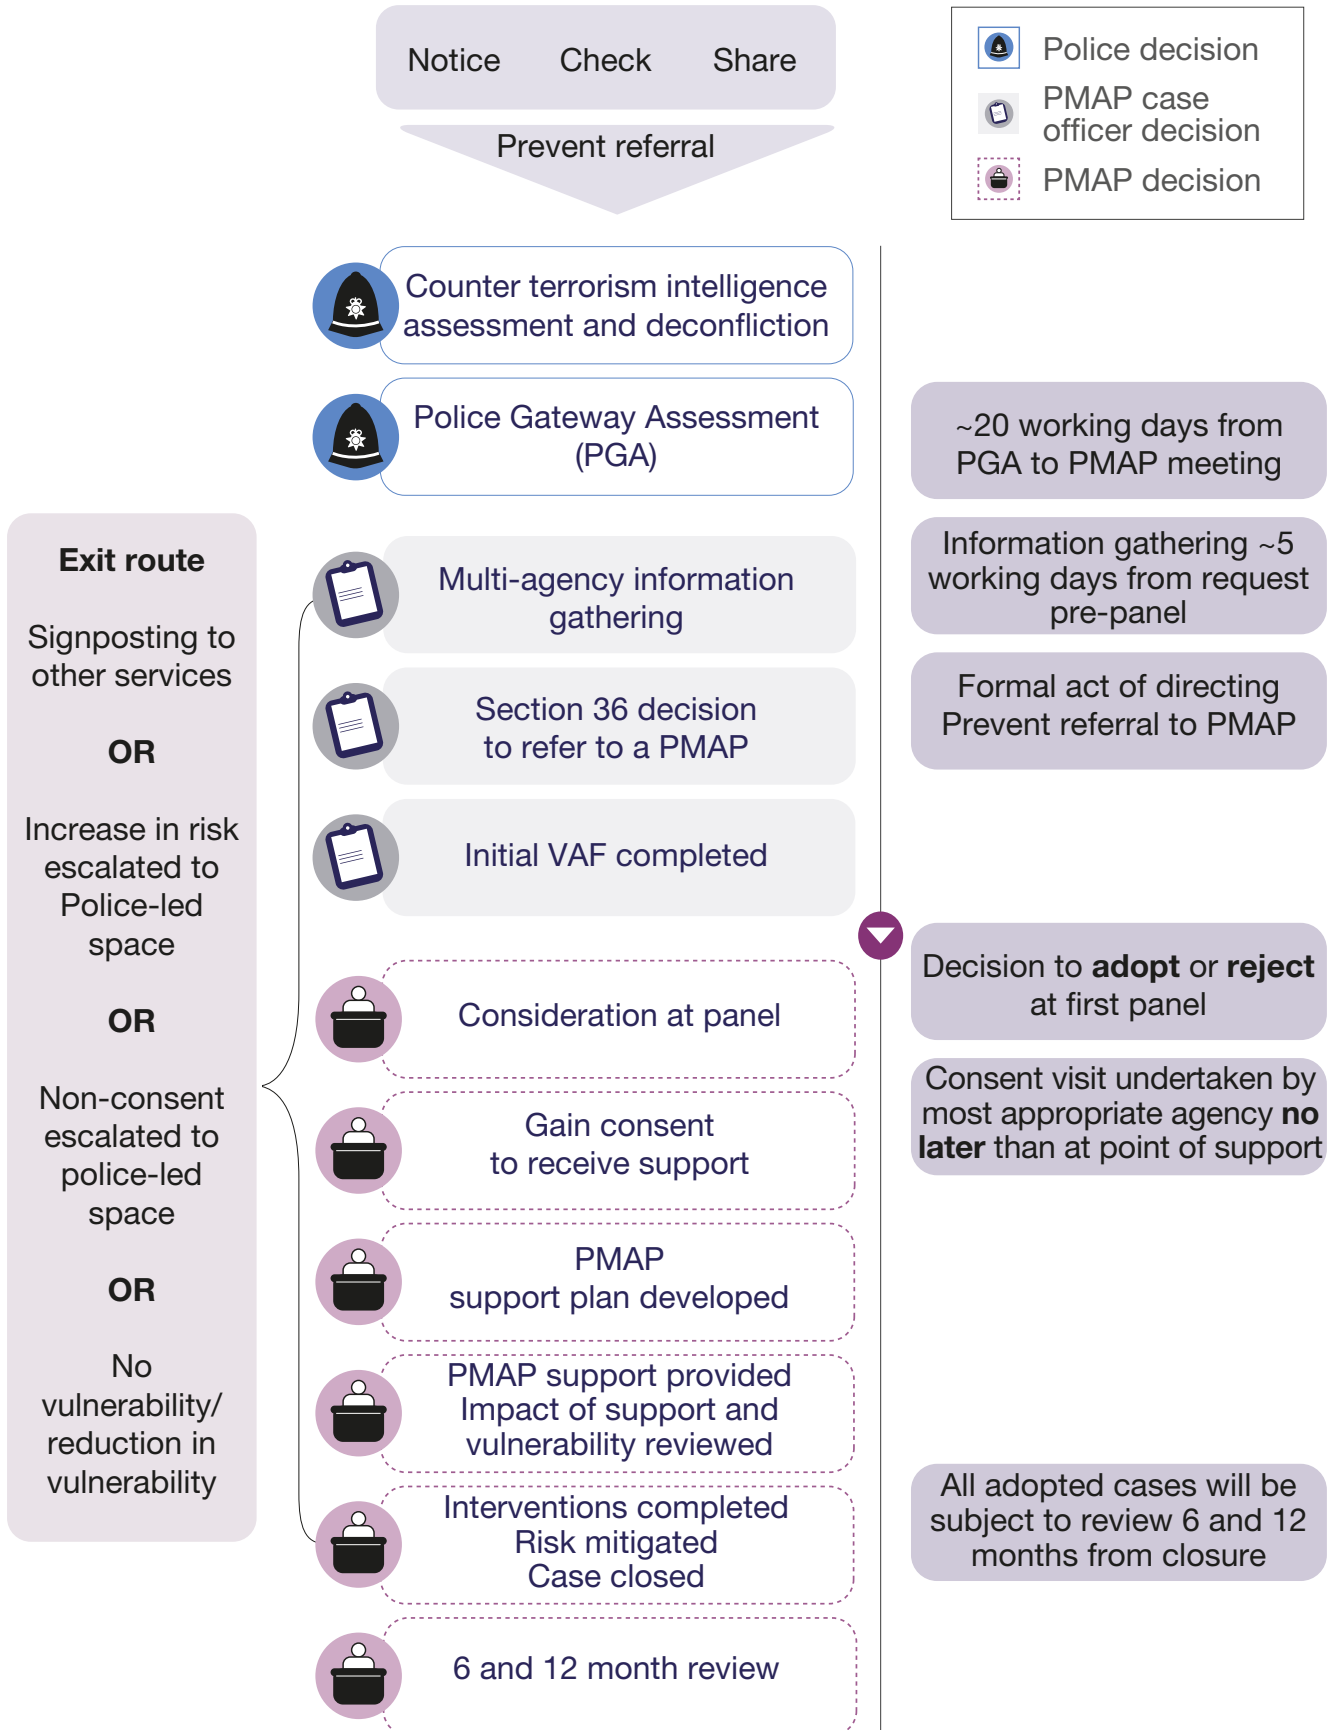 Notice Check Share
Prevent referral
Police decision
PMAP case
officer decision
PMAP decision
Counter terrorism intelligence
assessment and deconfliction
Police Gateway Assessment
(PGA)
~20 working days from
PGA to PMAP meeting
Exit route
Signposting to
other services
OR
Increase in risk
escalated to
Police-led
space
OR
Non-consent
escalated to
police-led
space
OR
No
vulnerability/
reduction in
vulnerability
Multi-agency information
gathering
Information gathering ~5
working days from request
pre-panel
Section 36 decision
to refer to a PMAP
Formal act of directing
Prevent referral to PMAP
Initial VAF completed
Consideration at panel
Decision to adopt or reject
at first panel
Gain consent
to receive support
Consent visit undertaken by
most appropriate agency no
later than at point of support
PMAP
support plan developed
PMAP support provided
Impact of support and
vulnerability reviewed
Interventions completed
Risk mitigated
Case closed
All adopted cases will be
subject to review 6 and 12
months from closure
6 and 12 month review